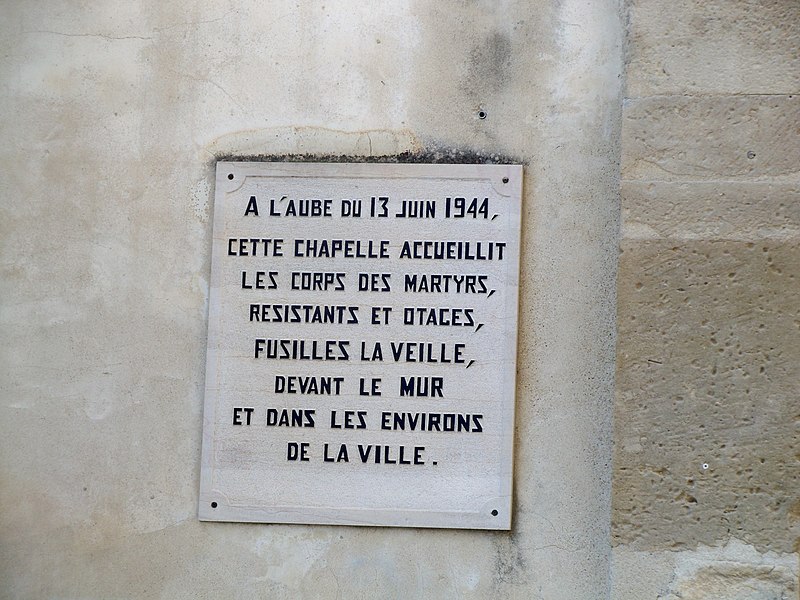 A L'AUBE DU 13 JUIN 1944,
CETTE CHAPELLE ACCUEILLIT
LES CORPS DES MARTYRS,
RESISTANTS ET OTAGES,
FUSILLES LA VEILLE,
DEVANT LE MUR
ET DANS LES ENVIRONS
DE LA VILLE.